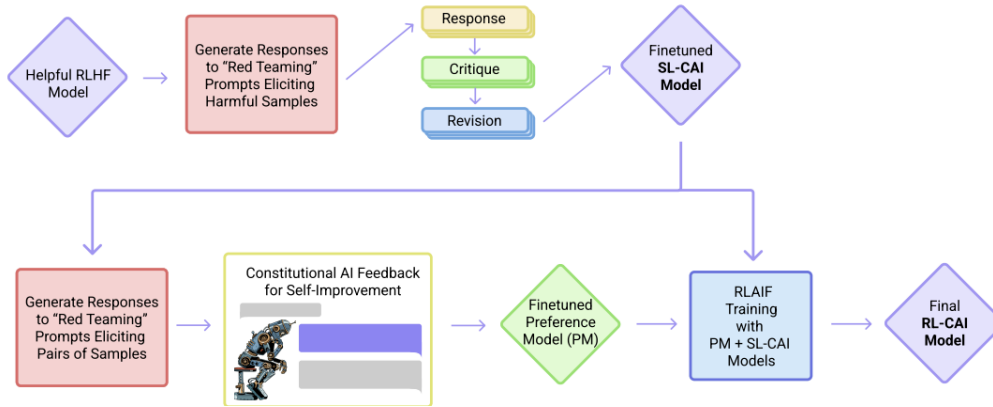 Helpful RLHF
Model
Generate Responses
to “Red Teaming”
Prompts Eliciting
Harmful Samples
Response
Critique
Revision
Finetuned
SL-CAI
Model
Generate Responses
to “Red Teaming”
Prompts Eliciting
Pairs of Samples
Constitutional AI Feedback
for Self-Improvement
Finetuned
Preference
Model (PM)
RLAIF
Training
with
PM + SL-CAI
Models
Final
RL-CAI
Model